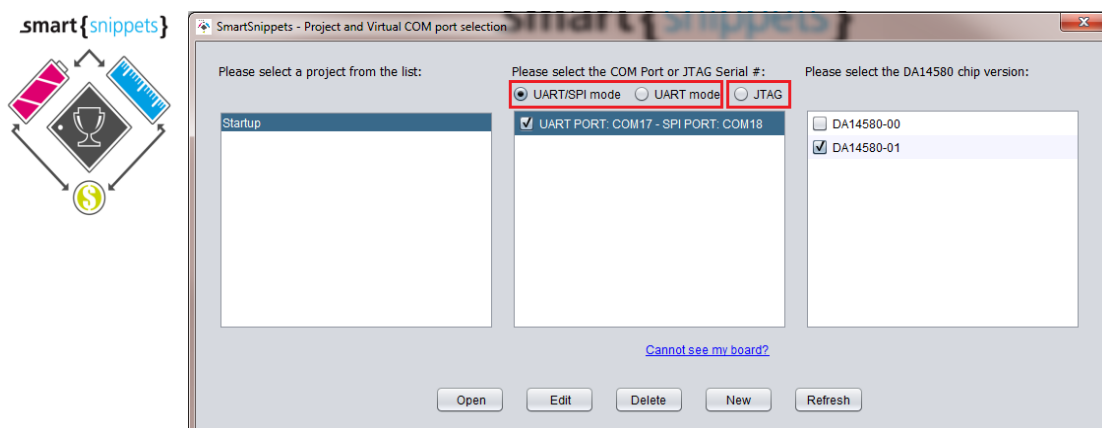 smart{snippets}
SmartSnippets - Project and Virtual COM port selection
smart{snippets}
Please select a project from the list:
Please select the COM Port or JTAG Serial #:
Please select the DA14580 chip version:
UART/SPI mode
UART mode
JTAG
Startup
UART PORT: COM17 - SPI PORT: COM18
DA14580-00
DA14580-01
Cannot see my board?
Open
Edit
Delete
New
Refresh